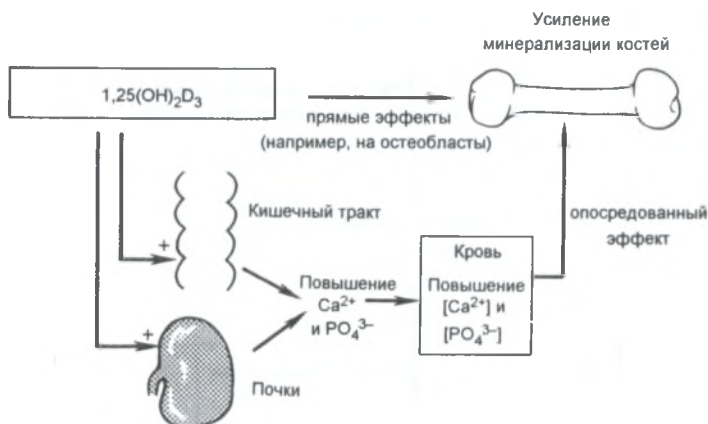 Усиление
минерализации костей
1,25(OH)₂D₃
прямые эффекты
(например, на остеобласты)
+
Кишечный тракт
опосредованный
эффект
Повышение
Ca²⁺
и PO₄³⁻
Кровь
Повышение
[Ca²⁺] и
[PO₄³⁻]
+
Почки